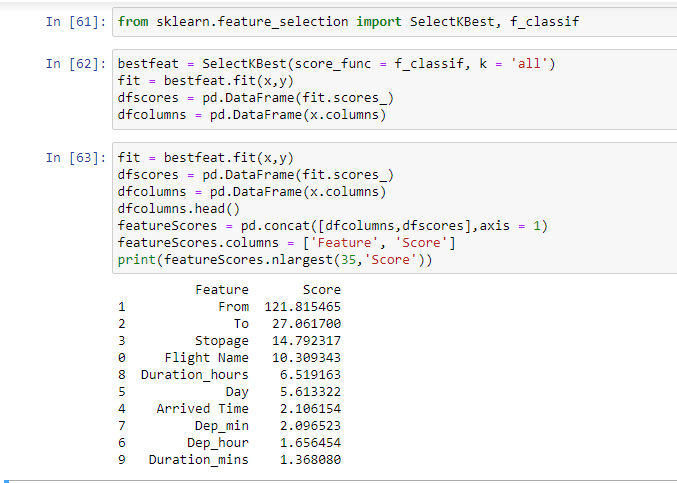 In [61]: from sklearn.feature_selection import SelectKBest, f_classif
In [62]: bestfeat = SelectKBest(score_func = f_classif, k = 'all')
fit = bestfeat.fit(x,y)
dfscores = pd.DataFrame(fit.scores_)
dfcolumns = pd.DataFrame(x.columns)
In [63]: fit = bestfeat.fit(x,y)
dfscores = pd.DataFrame(fit.scores_)
dfcolumns = pd.DataFrame(x.columns)
dfcolumns.head()
featureScores = pd.concat([dfcolumns,dfscores],axis = 1)
featureScores.columns = ['Feature', 'Score']
print(featureScores.nlargest(35,'Score'))
Feature Score
1 From 121.815465
2 To 27.061700
3 Stopage 14.792317
0 Flight Name 10.309343
8 Duration_hours 6.519163
5 Day 5.613322
4 Arrived Time 2.106154
7 Dep_min 2.096523
6 Dep_hour 1.656454
9 Duration_mins 1.368080